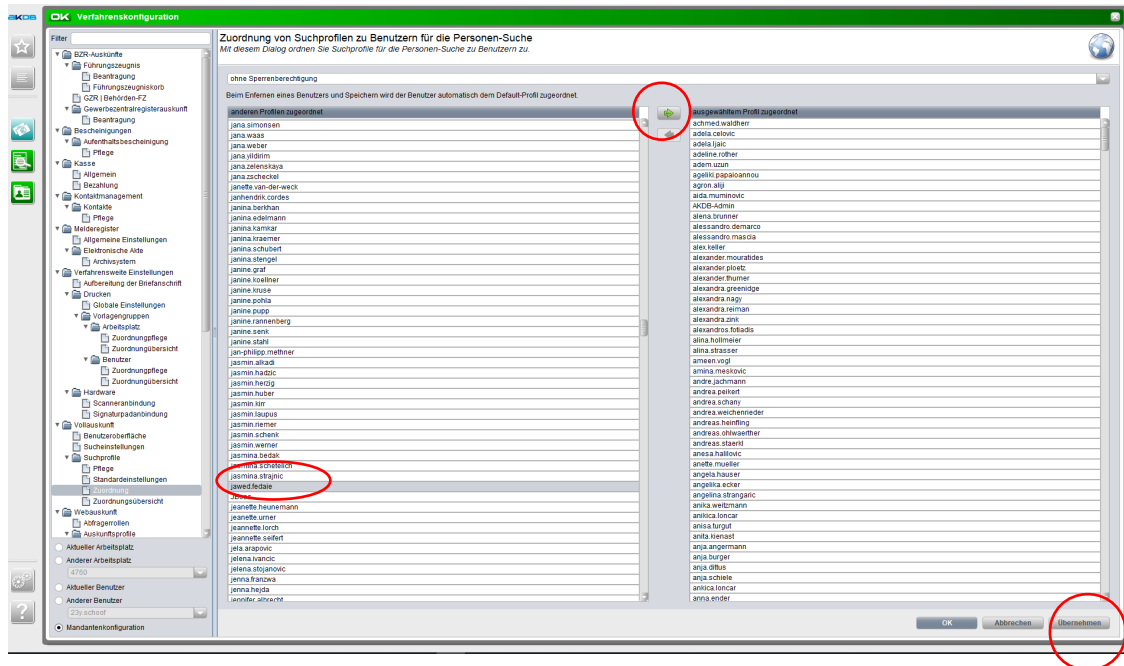 AKDB
OK Verfahrenskonfiguration
Filter
BZR-Auskünfte
Führungszeugnis
Beantragung
Führungszeugniskorb
GZR | Behörden-FZ
Gewerbezentralregisterauskunft
Beantragung
Bescheinigungen
Aufenthaltsbescheinigung
Pflege
Kasse
Allgemein
Bezahlung
Kontaktmanagement
Kontakte
Pflege
Melderegister
Allgemeine Einstellungen
Elektronische Akte
Archivsystem
Verfahrensweite Einstellungen
Aufbereitung der Briefanschrift
Drucken
Globale Einstellungen
Vorlagengruppen
Arbeitsplatz
Zuordnungpflege
Zuordnungübersicht
Benutzer
Zuordnungpflege
Zuordnungübersicht
Hardware
Scanneranbindung
Signaturpadanbindung
Vollauskunft
Benutzeroberfläche
Sucheinstellungen
Suchprofile
Pflege
Standardeinstellungen
Zuordnung
Zuordnungsübersicht
Webauskunft
Abfragerollen
Auskunftsprofile
Aktueller Arbeitsplatz
Anderer Arbeitsplatz
4760
Aktueller Benutzer
Anderer Benutzer
23y.schoof
Mandantenkonfiguration
Zuordnung von Suchprofilen zu Benutzern für die Personen-Suche
Mit diesem Dialog ordnen Sie Suchprofile für die Personen-Suche zu Benutzern zu.
ohne Sperrenberechtigung
Beim Enfernen eines Benutzers und Speichern wird der Benutzer automatisch dem Default-Profil zugeordnet.
anderen Profilen zugeordnet
jana.simonsen
jana.waas
jana.weber
jana.yildirim
jana.zelenskaya
jana.zscheckel
janette.van-der-weck
janhendrik.cordes
janina.berkhan
janina.edelmann
janina.kamkar
janina.kraemer
janina.schubert
janina.stengel
janine.graf
janine.koellner
janine.kruse
janine.pohla
janine.pupp
janine.rannenberg
janine.senk
janine.stahl
jan-philipp.methner
jasmin.alkadi
jasmin.hadzic
jasmin.herzig
jasmin.huber
jasmin.kirr
jasmin.laupus
jasmin.riemer
jasmin.schenk
jasmin.werner
jasmina.bedak
jasmina.schetelich
jasmina.strajnic
jawed.fedaie
jeanette.heunemann
jeanette.urner
jeannette.lorch
jeannette.seifert
jela.arapovic
jelena.ivancic
jelena.stojanovic
jenna.franzwa
jenna.hejda
jennifer.albrecht
ausgewähltem Profil zugeordnet
achmed.waldherr
adela.celovic
adela.ljaic
adeline.rother
adem.uzun
ageliki.papaioannou
agron.aliji
aida.muminovic
AKDB-Admin
alena.brunner
alessandro.demarco
alessandro.mascia
alex.keller
alexander.mouratides
alexander.ploetz
alexander.thurner
alexandra.greenidge
alexandra.nagy
alexandra.reiman
alexandra.zink
alexandros.fotiadis
alina.hollmeier
alina.strasser
ameen.vogl
amina.meskovic
andre.jachmann
andrea.peikert
andrea.schany
andrea.weichenrieder
andreas.heinfling
andreas.ohlwaerther
andreas.staerkl
anesa.halilovic
anette.mueller
angela.hauser
angelika.ecker
angelina.strangaric
anika.weitzmann
anikica.loncar
anisa.turgut
anita.kienast
anja.angermann
anja.burger
anja.dittus
anja.schiele
ankica.loncar
anna.ender
OK
Abbrechen
Übernehmen